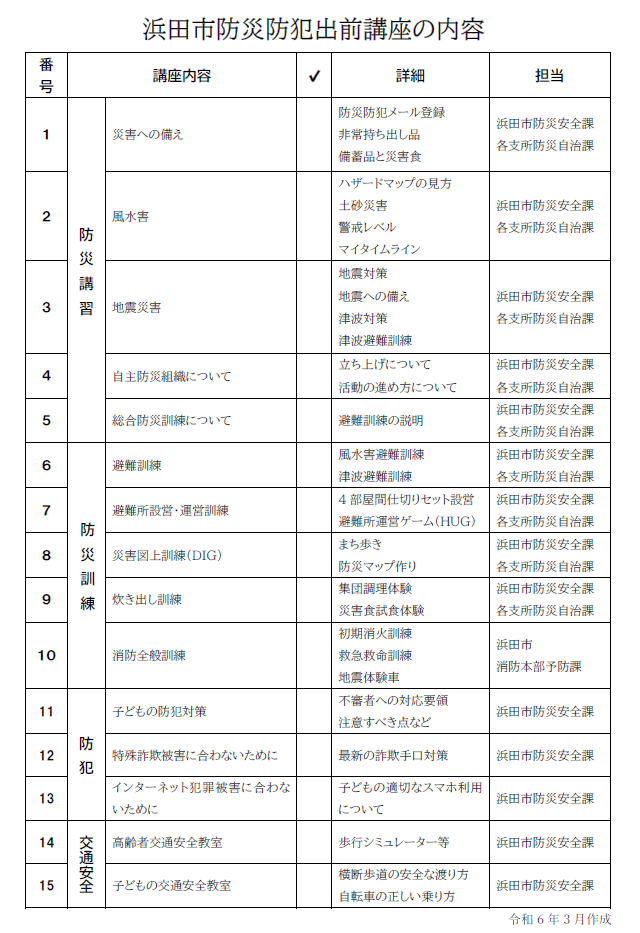 浜田市防災防犯出前講座の内容
番号 講座内容 ✓ 詳細 担当
防災講習
1 災害への備え
防災防犯メール登録
非常持ち出し品
備蓄品と災害食
浜田市防災安全課
各支所防災自治課
2 風水害
ハザードマップの見方
土砂災害
警戒レベル
マイタイムライン
浜田市防災安全課
各支所防災自治課
3 地震災害
地震対策
地震への備え
津波対策
津波避難訓練
浜田市防災安全課
各支所防災自治課
4 自主防災組織について
立ち上げについて
活動の進め方について
浜田市防災安全課
各支所防災自治課
5 総合防災訓練について
避難訓練の説明
浜田市防災安全課
各支所防災自治課
防災訓練
6 避難訓練
風水害避難訓練
津波避難訓練
浜田市防災安全課
各支所防災自治課
7 避難所設営・運営訓練
4部屋間仕切りセット設営
避難所運営ゲーム(HUG)
浜田市防災安全課
各支所防災自治課
8 災害図上訓練(DIG)
まち歩き
防災マップ作り
浜田市防災安全課
各支所防災自治課
9 炊き出し訓練
集団調理体験
災害食試食体験
浜田市防災安全課
各支所防災自治課
10 消防全般訓練
初期消火訓練
救急救命訓練
地震体験車
浜田市
消防本部予防課
防犯
11 子どもの防犯対策
不審者への対応要領
注意すべき点など
浜田市防災安全課
12 特殊詐欺被害に合わないために
最新の詐欺手口対策
浜田市防災安全課
13 インターネット犯罪被害に合わな
いために
子どもの適切なスマホ利用
について
浜田市防災安全課
交通安全
14 高齢者交通安全教室
歩行シミュレーター等
浜田市防災安全課
15 子どもの交通安全教室
横断歩道の安全な渡り方
自転車の正しい乗り方
浜田市防災安全課
令和6年3月作成